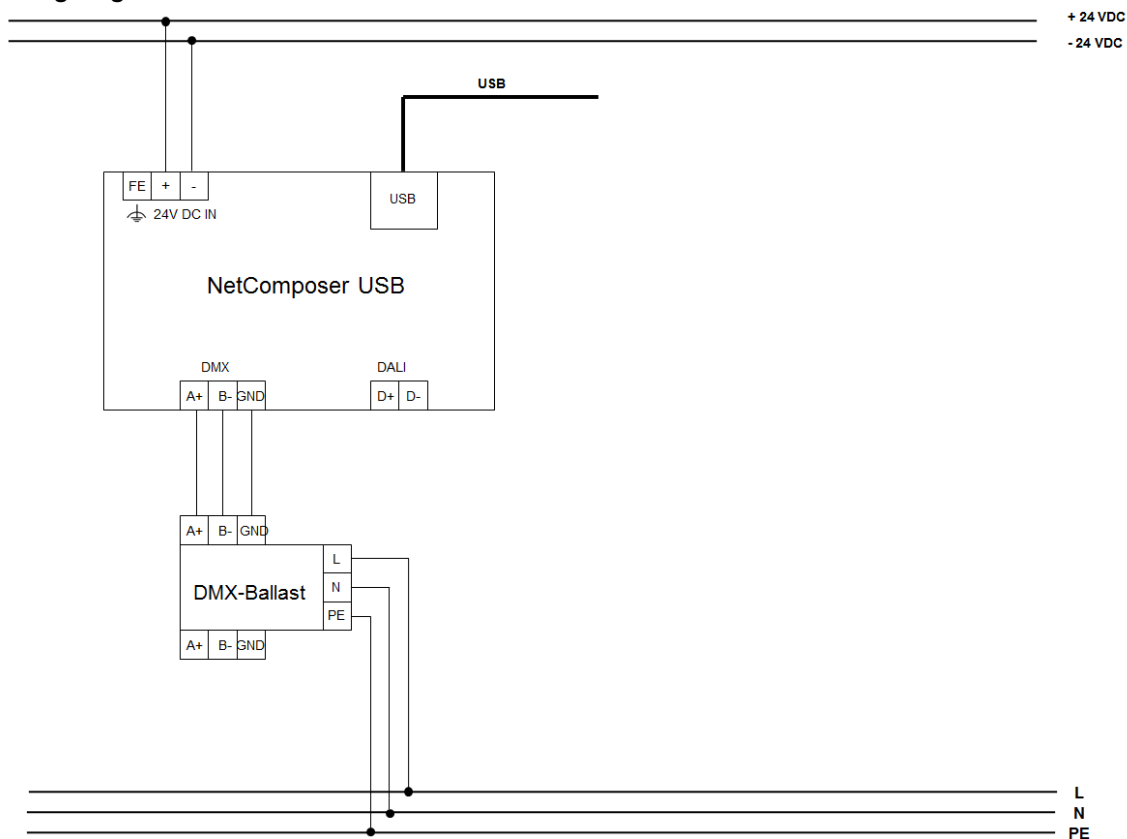 + 24 VDC
- 24 VDC
USB
FE + -
USB
24V DC IN
NetComposer USB
DMX
DALI
A+ B- GND
D+ D-
A+ B- GND
L
DMX-Ballast
N
PE
A+ B- GND
L
N
PE